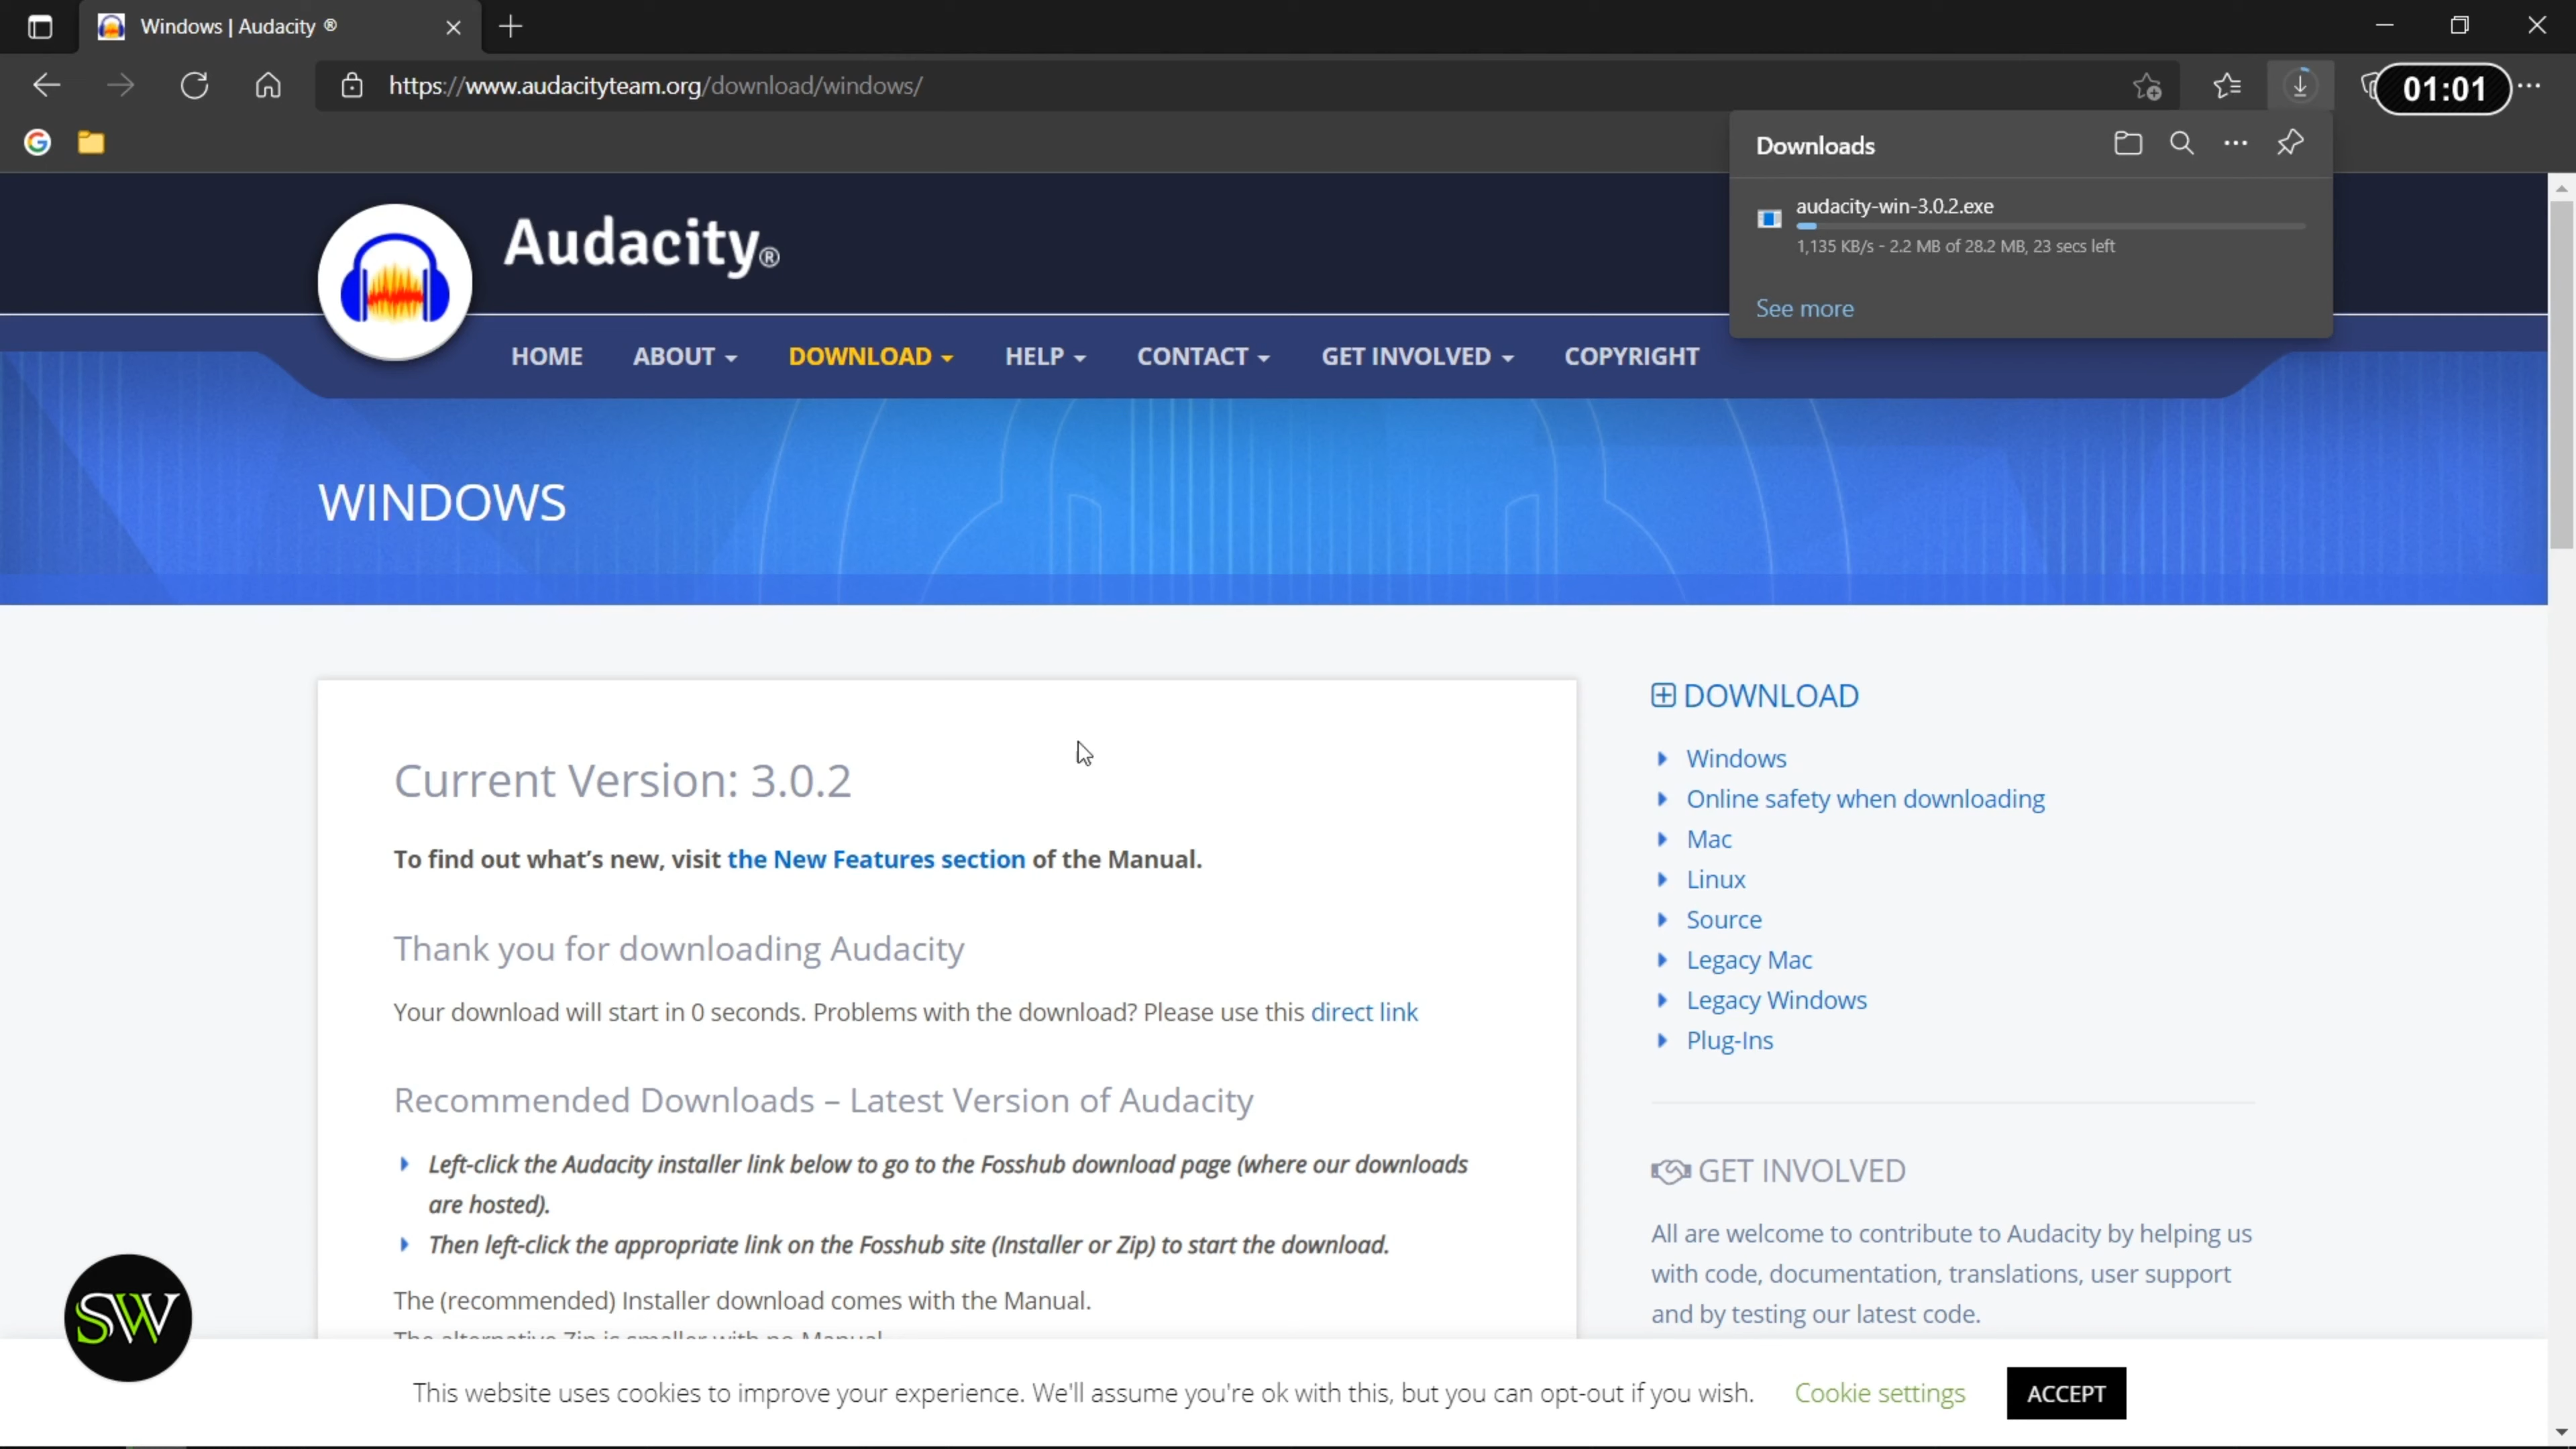 Windows | Audacity ®
https://www.audacityteam.org/download/windows/
01:01
Downloads
audacity-win-3.0.2.exe
1,135 KB/s - 2.2 MB of 28.2 MB, 23 secs left
See more
Audacity®
HOME ABOUT DOWNLOAD HELP CONTACT GET INVOLVED COPYRIGHT
WINDOWS
Current Version: 3.0.2
To find out what's new, visit the New Features section of the Manual.
Thank you for downloading Audacity
Your download will start in 0 seconds. Problems with the download? Please use this direct link
Recommended Downloads – Latest Version of Audacity
Left-click the Audacity installer link below to go to the Fosshub download page (where our downloads
are hosted).
Then left-click the appropriate link on the Fosshub site (Installer or Zip) to start the download.
The (recommended) Installer download comes with the Manual.
The alternative Zip is smaller with no Manual.
DOWNLOAD
Windows
Online safety when downloading
Mac
Linux
Source
Legacy Mac
Legacy Windows
Plug-Ins
GET INVOLVED
All are welcome to contribute to Audacity by helping us
with code, documentation, translations, user support
and by testing our latest code.
SW
This website uses cookies to improve your experience. We'll assume you're ok with this, but you can opt-out if you wish. Cookie settings ACCEPT